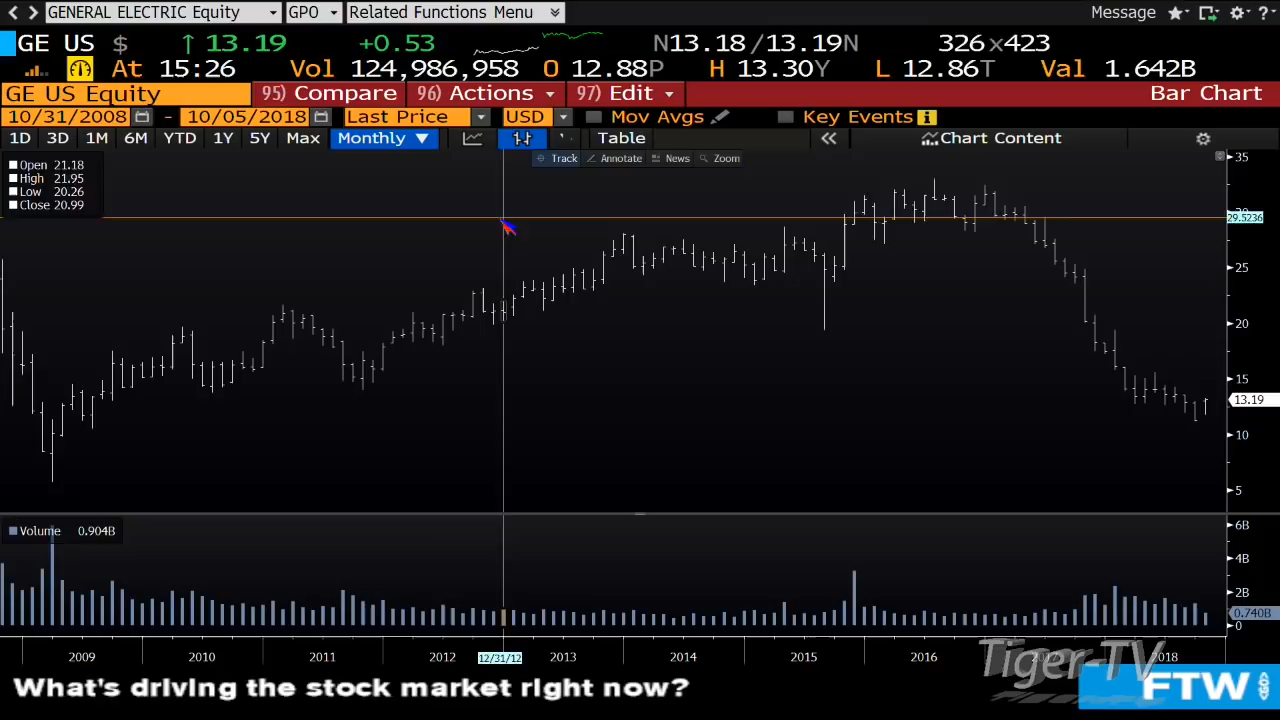 GENERAL ELECTRIC Equity GPO Related Functions Menu Message
GE US $ ↑ 13.19 +0.53 N13.18/13.19N 326x423
At 15:26 Vol 124,986,958 O 12.88P H 13.30Y L 12.86T Val 1.642B
GE US Equity 95) Compare 96) Actions 97) Edit Bar Chart
10/31/2008 - 10/05/2018 Last Price USD Mov Avgs Key Events
1D 3D 1M 6M YTD 1Y 5Y Max Monthly ▼ Table « Chart Content
Track Annotate News Zoom
Open 21.18
High 21.95
Low 20.26
Close 20.99
35
30
29.5236
25
20
15
13.19
10
5
Volume 0.904B
6B
4B
2B
0.740B
0
2009 2010 2011 2012 12/31/12 2013 2014 2015 2016 2017 2018
Tiger-TV
What's driving the stock market right now?
FTW